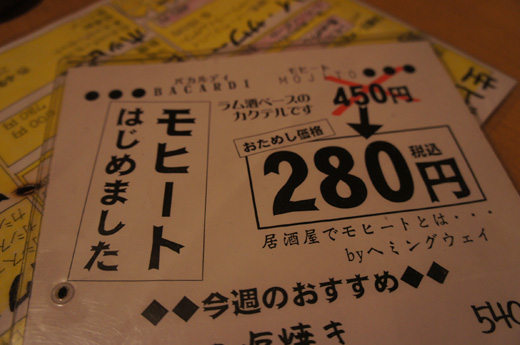 バカルディ モヒート
●●● BACARDI MOJITO ●●●●
モヒート
はじめました
ラム酒ベースの
カクテルです
450円
おためし価格
280円 税込
居酒屋でモヒートとは・・・
byヘミングウェイ
◆◆今週のおすすめ◆◆
焼き
540